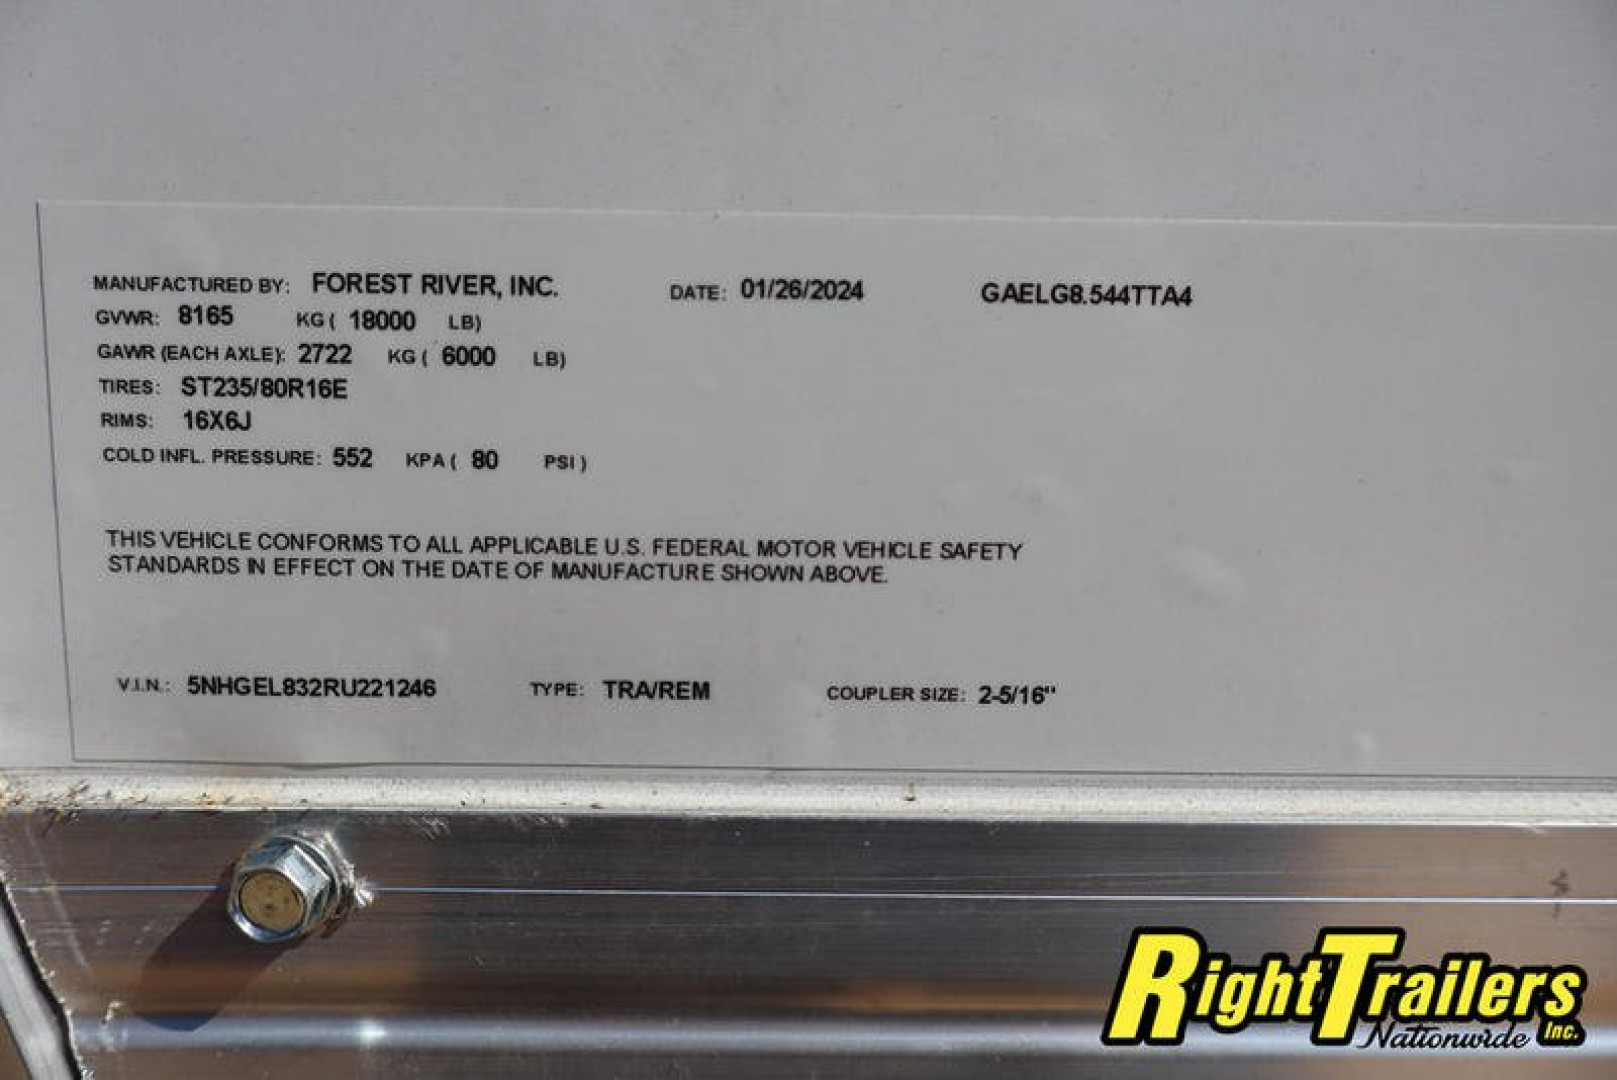 MANUFACTURED BY: FOREST RIVER, INC. DATE: 01/26/2024 GAELG8.544TTA4
GVWR: 8165 KG ( 18000 LB)
GAWR (EACH AXLE): 2722 KG ( 6000 LB)
TIRES: ST235/80R16E
RIMS: 16X6J
COLD INFL. PRESSURE: 552 KPA ( 80 PSI )
THIS VEHICLE CONFORMS TO ALL APPLICABLE U.S. FEDERAL MOTOR VEHICLE SAFETY
STANDARDS IN EFFECT ON THE DATE OF MANUFACTURE SHOWN ABOVE.
V.I.N.: 5NHGEL832RU221246 TYPE: TRA/REM COUPLER SIZE: 2-5/16"
RightTrailers
Nationwide Inc.